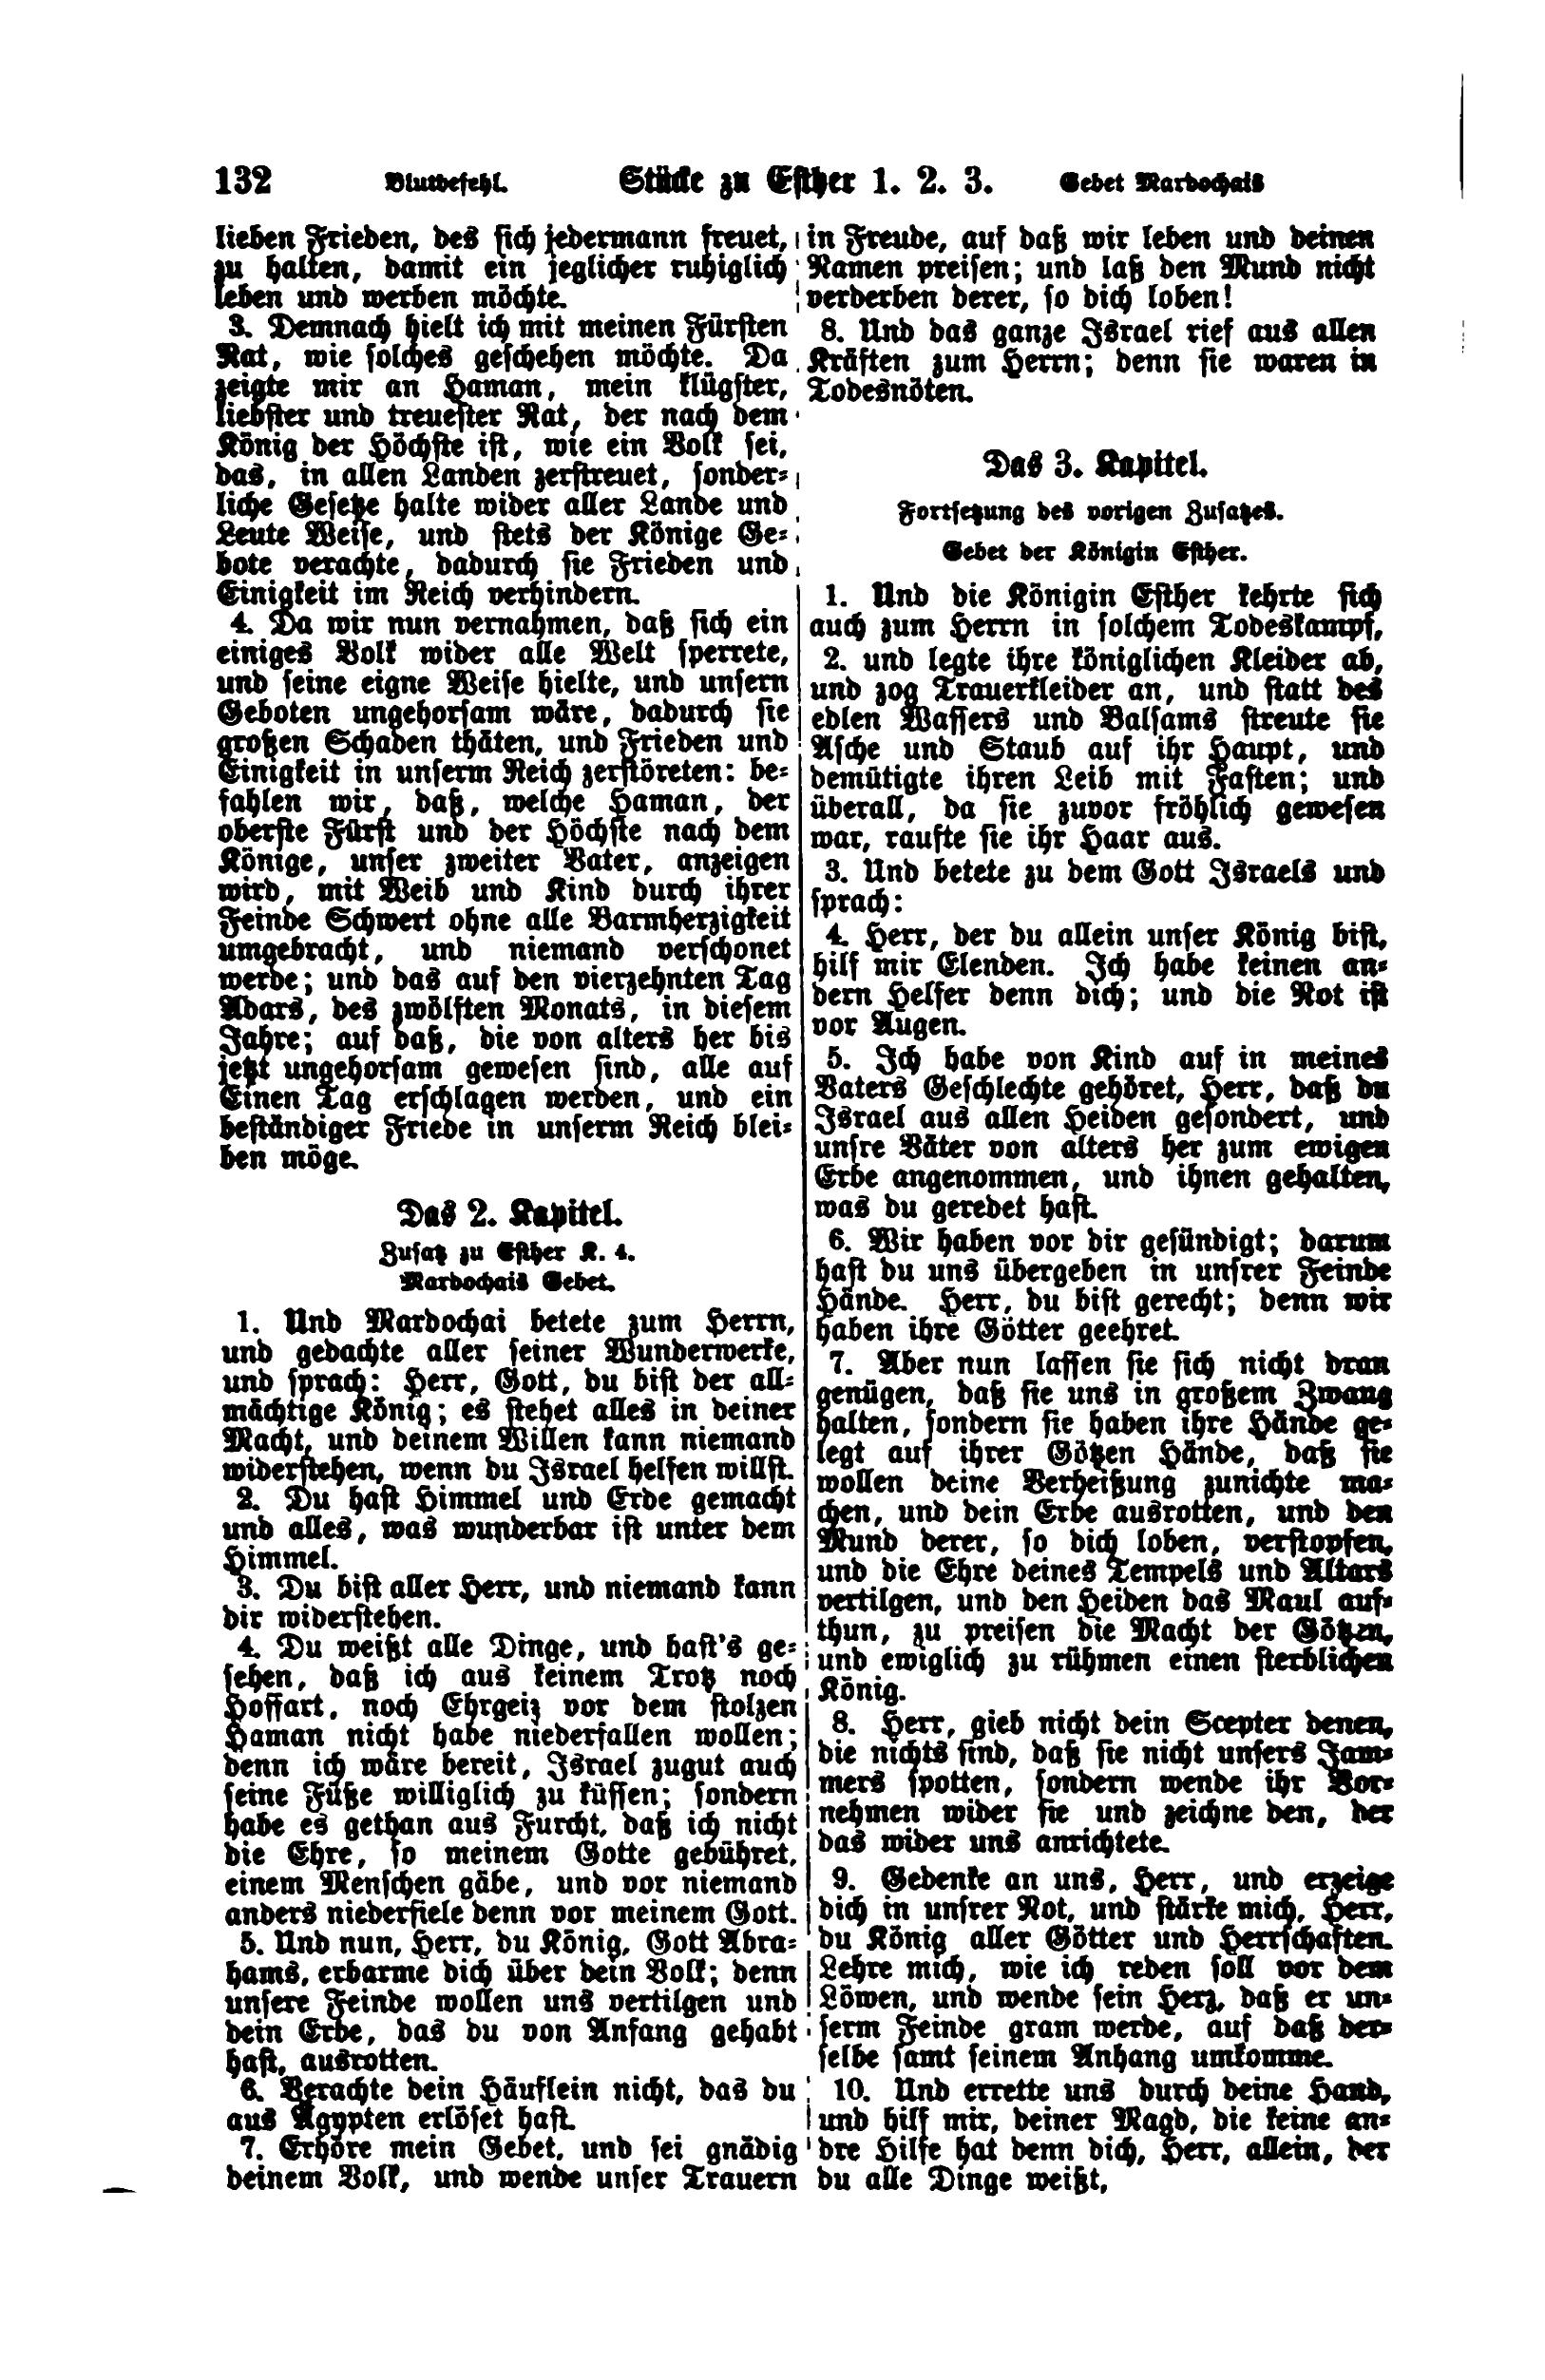 132 Blutbefehl. Stücke zu Esther 1. 2. 3. Gebet Mardochais
lieben Frieden, des sich jedermann freuet,
zu halten, damit ein jeglicher ruhiglich
leben und werben möchte.
3. Demnach hielt ich mit meinen Fürsten
Rat, wie solches geschehen möchte. Da
zeigte mir an Haman, mein klügster,
liebster und treuester Rat, der nach dem
König der Höchste ist, wie ein Volk sei,
das, in allen Landen zerstreuet, sonder-
liche Gesetze halte wider aller Lande und
Leute Weise, und stets der Könige Ge-
bote verachte, dadurch sie Frieden und
Einigkeit im Reich verhindern.
4. Da wir nun vernahmen, daß sich ein
einiges Volk wider alle Welt sperrete,
und seine eigne Weise hielte, und unsern
Geboten ungehorsam wäre, dadurch sie
großen Schaden thäten, und Frieden und
Einigkeit in unserm Reich zerstöreten: be-
fahlen wir, daß, welche Haman, der
oberste Fürst und der Höchste nach dem
Könige, unser zweiter Vater, anzeigen
wird, mit Weib und Kind durch ihrer
Feinde Schwert ohne alle Barmherzigkeit
umgebracht, und niemand verschonet
werde; und das auf den vierzehnten Tag
Adars, des zwölften Monats, in diesem
Jahre; auf daß, die von alters her bis
jetzt ungehorsam gewesen sind, alle auf
Einen Tag erschlagen werden, und ein
beständiger Friede in unserm Reich blei-
ben möge.
Das 2. Kapitel.
Zusatz zu Esther K. 4.
Mardochais Gebet.
1. Und Mardochai betete zum Herrn,
und gedachte aller seiner Wunderwerke,
und sprach: Herr, Gott, du bist der all-
mächtige König; es stehet alles in deiner
Macht, und deinem Willen kann niemand
widerstehen, wenn du Israel helfen willst.
2. Du hast Himmel und Erde gemacht
und alles, was wunderbar ist unter dem
Himmel.
3. Du bist aller Herr, und niemand kann
dir widerstehen.
4. Du weißt alle Dinge, und hast's ge-
sehen, daß ich aus keinem Trotz noch
Hoffart, noch Ehrgeiz vor dem stolzen
Haman nicht habe niederfallen wollen;
denn ich wäre bereit, Israel zugut auch
seine Füße williglich zu küssen; sondern
habe es gethan aus Furcht, daß ich nicht
die Ehre, so meinem Gotte gebühret,
einem Menschen gäbe, und vor niemand
anders niederfiele denn vor meinem Gott.
5. Und nun, Herr, du König, Gott Abra-
hams, erbarme dich über dein Volk; denn
unsere Feinde wollen uns vertilgen und
dein Erbe, das du von Anfang gehabt
hast, ausrotten.
6. Verachte dein Häuflein nicht, das du
aus Ägypten erlöset hast.
7. Erhöre mein Gebet, und sei gnädig
deinem Volk, und wende unser Trauern
in Freude, auf daß wir leben und deinen
Namen preisen; und laß den Mund nicht
verderben derer, so dich loben!
8. Und das ganze Israel rief aus allen
Kräften zum Herrn; denn sie waren in
Todesnöten.
Das 3. Kapitel.
Fortsetzung des vorigen Zusatzes.
Gebet der Königin Esther.
1. Und die Königin Esther kehrte sich
auch zum Herrn in solchem Todeskampf,
2. und legte ihre königlichen Kleider ab,
und zog Trauerkleider an, und statt des
edlen Wassers und Balsams streute sie
Asche und Staub auf ihr Haupt, und
demütigte ihren Leib mit Fasten; und
überall, da sie zuvor fröhlich gewesen
war, raufte sie ihr Haar aus.
3. Und betete zu dem Gott Israels und
sprach:
4. Herr, der du allein unser König bist,
hilf mir Elenden. Ich habe keinen an-
dern Helfer denn dich; und die Not ist
vor Augen.
5. Ich habe von Kind auf in meines
Vaters Geschlechte gehöret, Herr, daß du
Israel aus allen Heiden gesondert, und
unsre Väter von alters her zum ewigen
Erbe angenommen, und ihnen gehalten,
was du geredet hast.
6. Wir haben vor dir gesündigt; darum
hast du uns übergeben in unsrer Feinde
Hände. Herr, du bist gerecht; denn wir
haben ihre Götter geehret.
7. Aber nun lassen sie sich nicht dran
genügen, daß sie uns in großem Zwang
halten, sondern sie haben ihre Hände ge-
legt auf ihrer Götzen Hände, daß sie
wollen deine Verheißung zunichte ma-
chen, und dein Erbe ausrotten, und den
Mund derer, so dich loben, verstopfen,
und die Ehre deines Tempels und Altars
vertilgen, und den Heiden das Maul auf-
thun, zu preisen die Macht der Götzen,
und ewiglich zu rühmen einen sterblichen
König.
8. Herr, gieb nicht dein Scepter denen,
die nichts sind, daß sie nicht unsers Jam-
mers spotten, sondern wende ihr Vor-
nehmen wider sie und zeichne den, der
das wider uns anrichtete.
9. Gedenke an uns, Herr, und erzeige
dich in unsrer Not, und stärke mich, Herr,
du König aller Götter und Herrschaften.
Lehre mich, wie ich reden soll vor dem
Löwen, und wende sein Herz, daß er un-
serm Feinde gram werde, auf daß der-
selbe samt seinem Anhang umkomme.
10. Und errette uns durch deine Hand,
und hilf mir, deiner Magd, die keine an-
dre Hilfe hat denn dich, Herr, allein, der
du alle Dinge weißt,